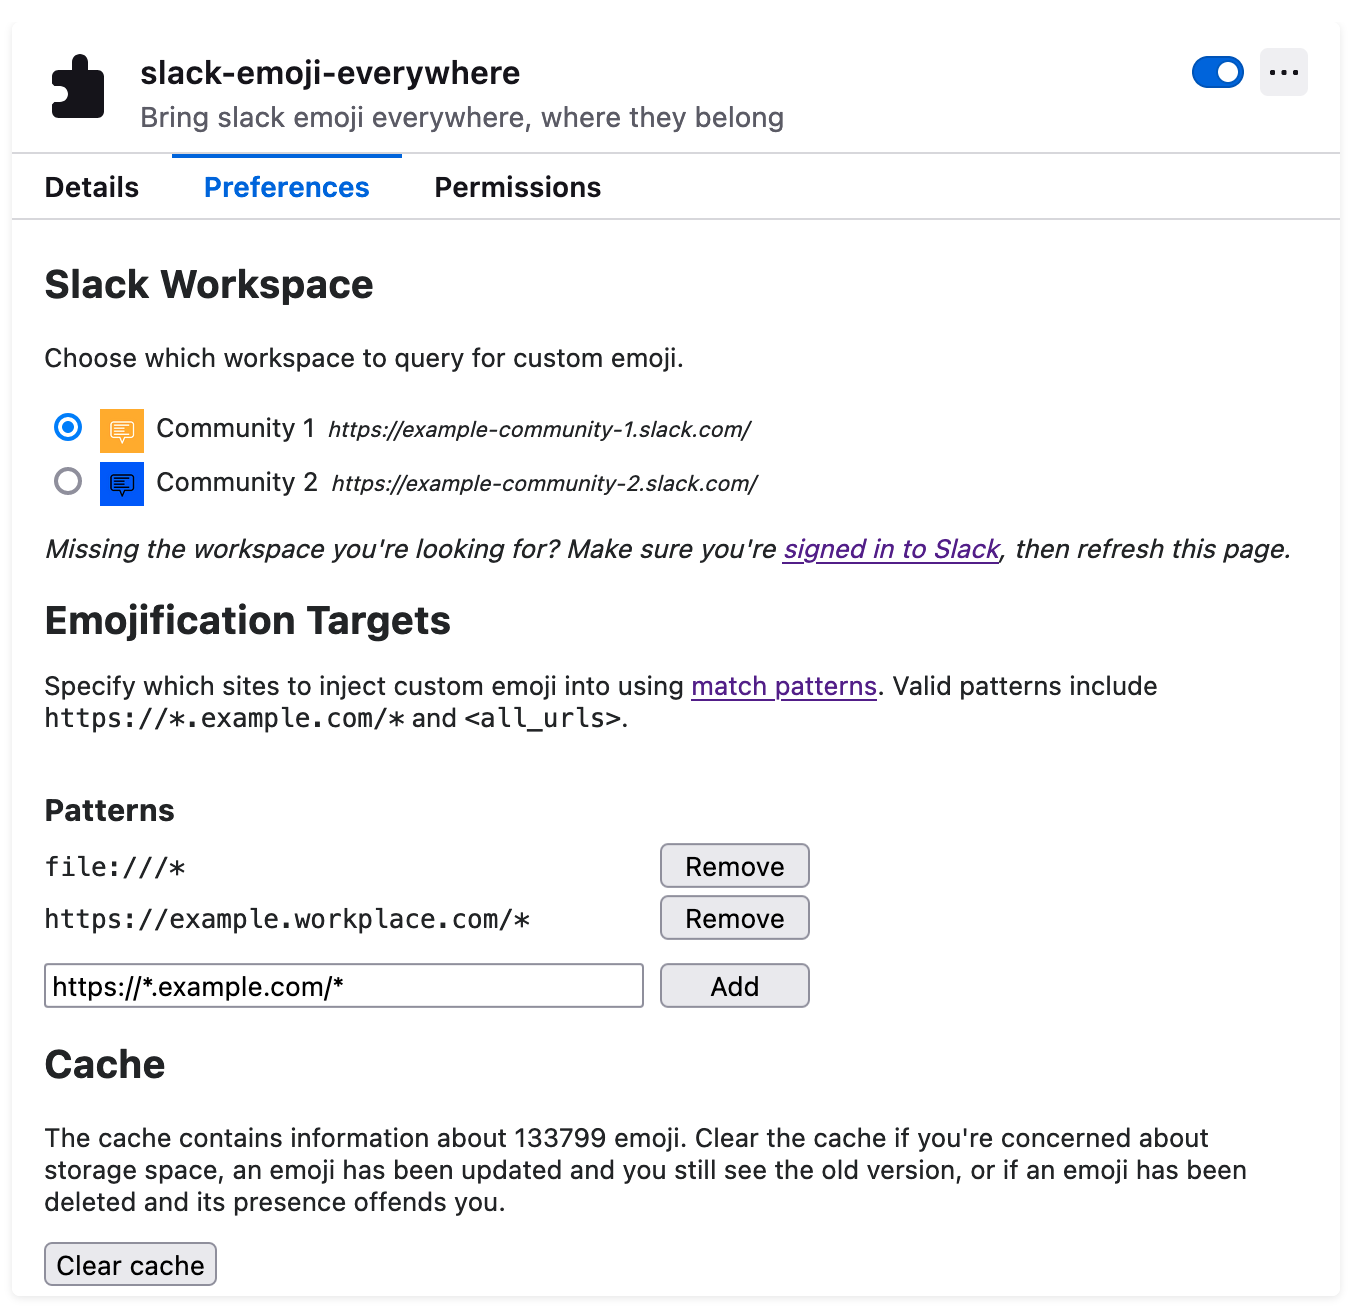 slack-emoji-everywhere
Bring slack emoji everywhere, where they belong
Details Preferences Permissions
Slack Workspace
Choose which workspace to query for custom emoji.
Community 1 https://example-community-1.slack.com/
Community 2 https://example-community-2.slack.com/
Missing the workspace you're looking for? Make sure you're signed in to Slack, then refresh this page.
Emojification Targets
Specify which sites to inject custom emoji into using match patterns. Valid patterns include
https://*.example.com/* and <all_urls>.
Patterns
file:///* Remove
https://example.workplace.com/* Remove
https://*.example.com/* Add
Cache
The cache contains information about 133799 emoji. Clear the cache if you're concerned about
storage space, an emoji has been updated and you still see the old version, or if an emoji has been
deleted and its presence offends you.
Clear cache